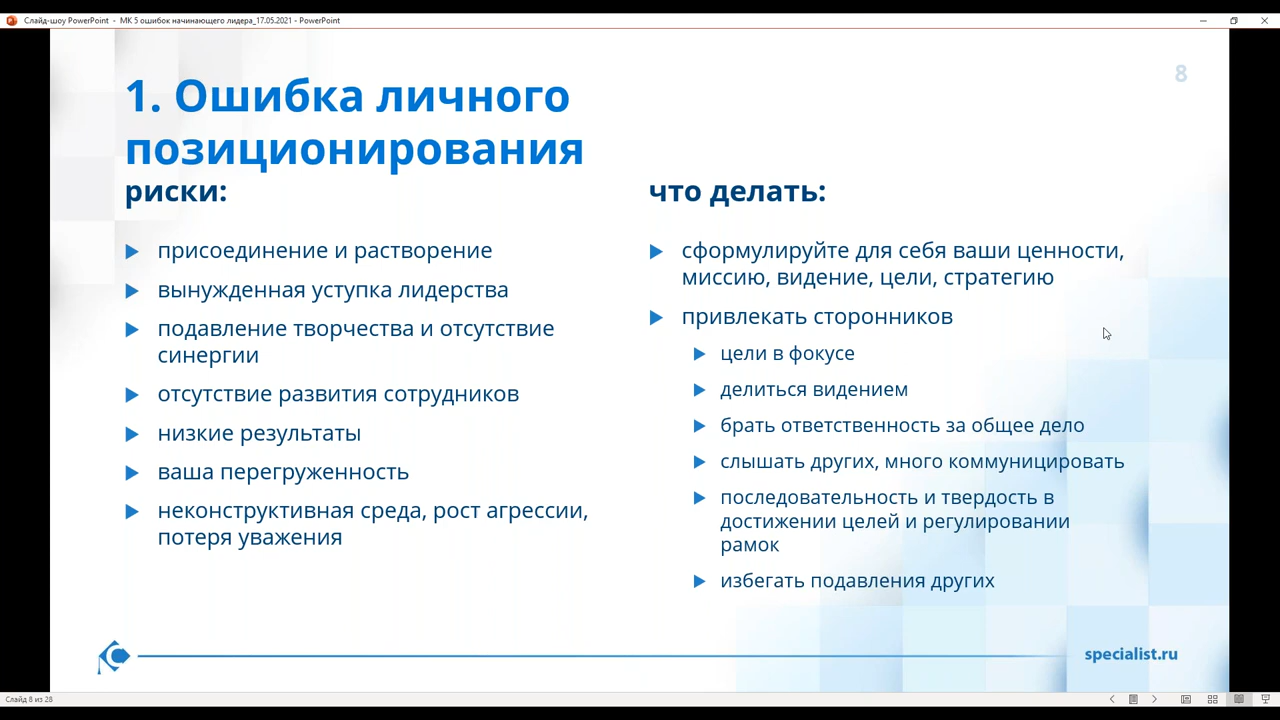 Слайд-шоу PowerPoint - МК 5 ошибок начинающего лидера_17.05.2021 - PowerPoint
8
1. Ошибка личного
позиционирования
риски:
присоединение и растворение
вынужденная уступка лидерства
подавление творчества и отсутствие
синергии
отсутствие развития сотрудников
низкие результаты
ваша перегруженность
неконструктивная среда, рост агрессии,
потеря уважения
что делать:
сформулируйте для себя ваши ценности,
миссию, видение, цели, стратегию
привлекать сторонников
цели в фокусе
делиться видением
брать ответственность за общее дело
слышать других, много коммуницировать
последовательность и твердость в
достижении целей и регулировании
рамок
избегать подавления других
specialist.ru
Слайд 8 из 28